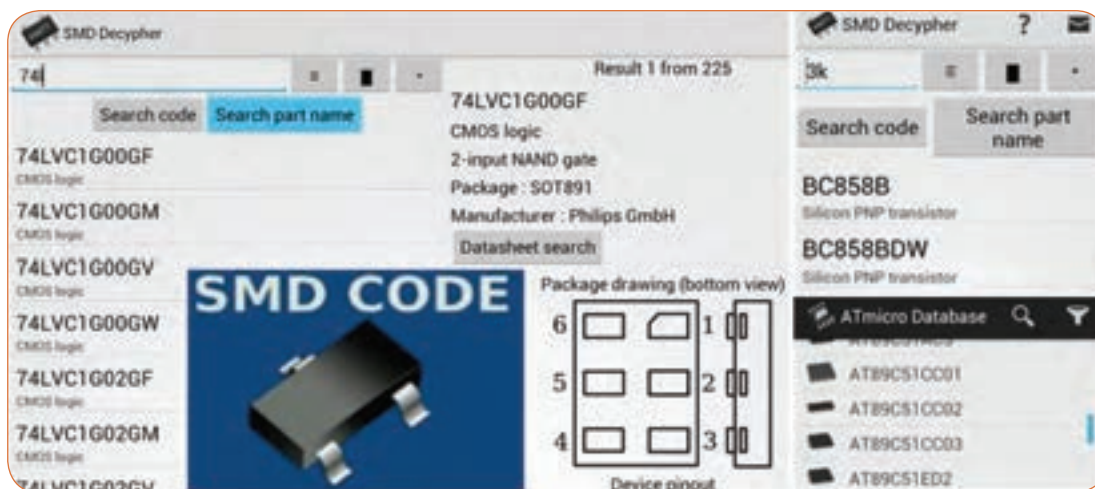 SMD Decypher
74l
Search code Search part name
74LVC1G00GF
CMOS logic
74LVC1G00GM
CMOS logic
74LVC1G00GV
CMOS logic
74LVC1G00GW
CMOS logic
74LVC1G02GF
CMOS logic
74LVC1G02GM
CMOS logic
74LVC1G02GV
Result 1 from 225
74LVC1G00GF
CMOS logic
2-input NAND gate
Package : SOT891
Manufacturer : Philips GmbH
Datasheet search
SMD CODE
Package drawing (bottom view)
6 1
5 2
4 3
Device pinout
SMD Decypher ?
3k
Search code Search part name
BC858B
Silicon PNP transistor
BC858BDW
Silicon PNP transistor
ATmicro Database
AT89C51CC01
AT89C51CC02
AT89C51CC03
AT89C51ED2